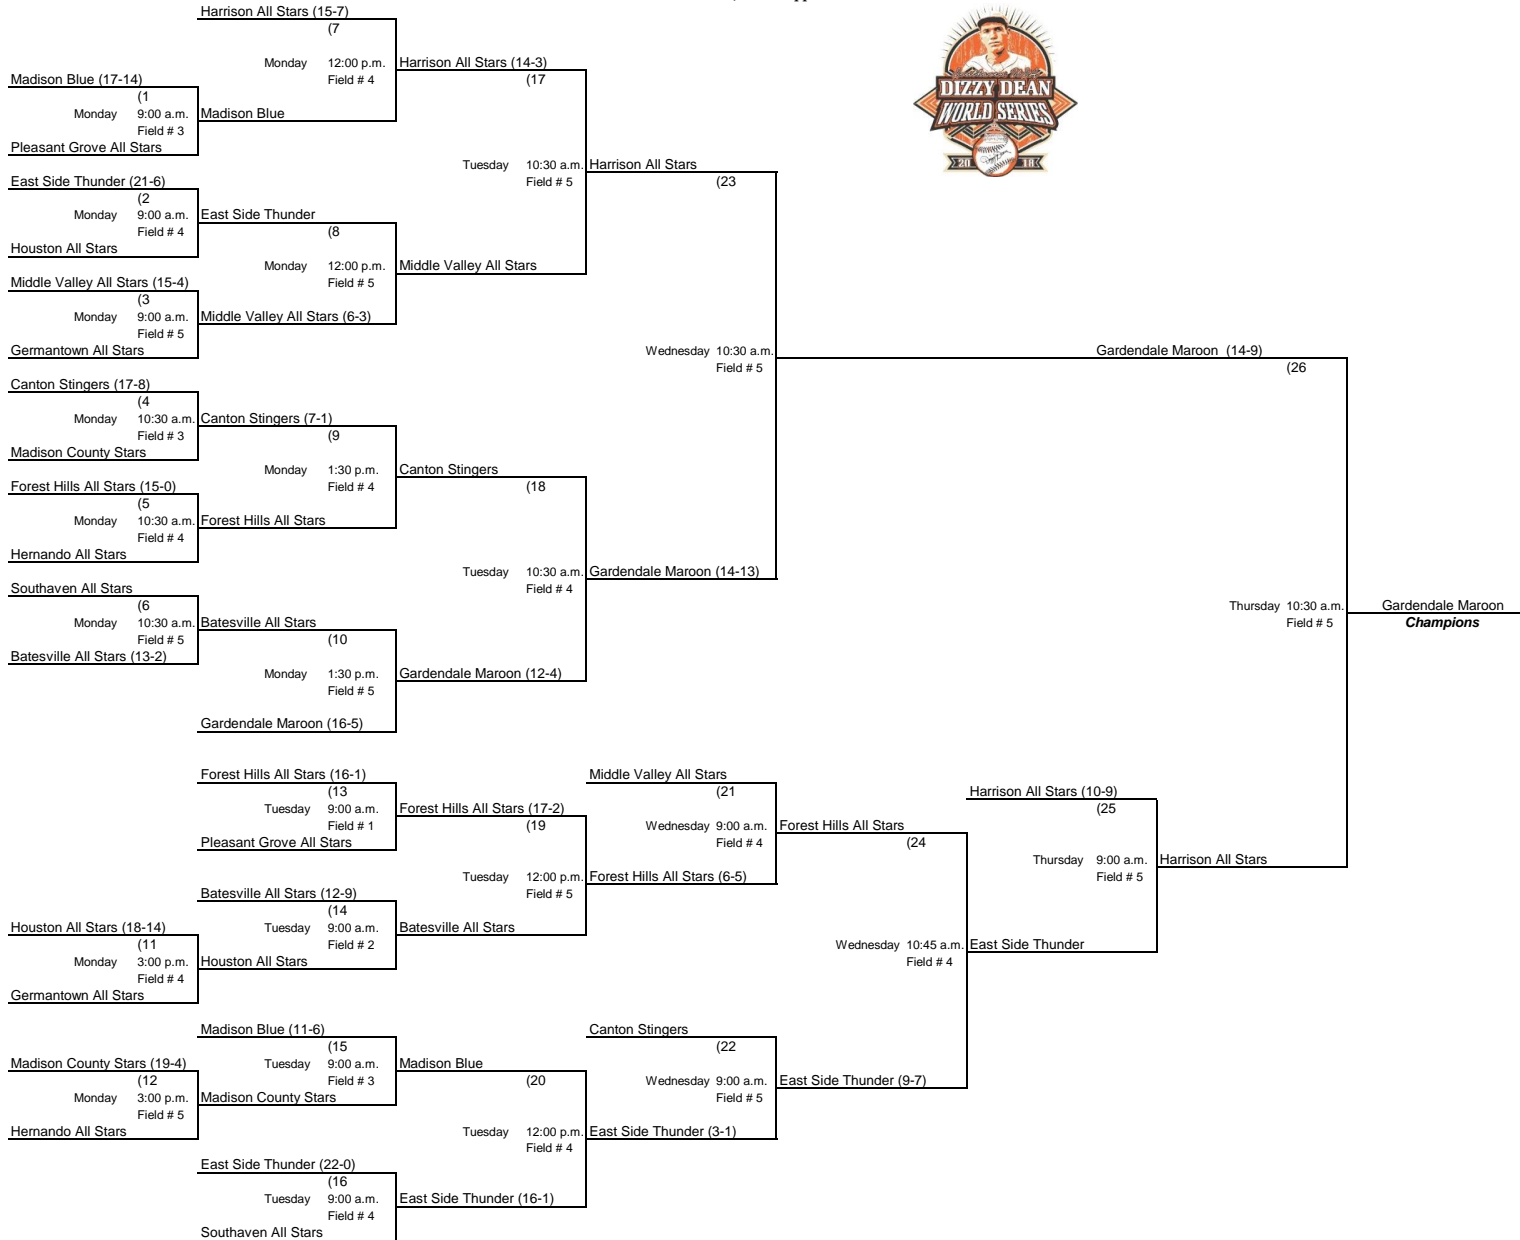 Harrison All Stars (15-7)
(7
Monday 12:00 p.m.
Field # 4
Harrison All Stars (14-3)
(17
Madison Blue (17-14)
(1
Monday 9:00 a.m.
Field # 3
Madison Blue
Pleasant Grove All Stars
DIZZY DEAN
WORLD SERIES
20 18
Tuesday 10:30 a.m.
Field # 5
Harrison All Stars
(23
East Side Thunder (21-6)
(2
Monday 9:00 a.m.
Field # 4
East Side Thunder
(8
Houston All Stars
Monday 12:00 p.m.
Field # 5
Middle Valley All Stars
Middle Valley All Stars (15-4)
(3
Monday 9:00 a.m.
Field # 5
Middle Valley All Stars (6-3)
Germantown All Stars
Wednesday 10:30 a.m.
Field # 5
Gardendale Maroon (14-9)
(26
Canton Stingers (17-8)
(4
Monday 10:30 a.m.
Field # 3
Canton Stingers (7-1)
(9
Madison County Stars
Monday 1:30 p.m.
Field # 4
Canton Stingers
(18
Forest Hills All Stars (15-0)
(5
Monday 10:30 a.m.
Field # 4
Forest Hills All Stars
Hernando All Stars
Tuesday 10:30 a.m.
Field # 4
Gardendale Maroon (14-13)
Southaven All Stars
(6
Monday 10:30 a.m.
Field # 5
Batesville All Stars
(10
Batesville All Stars (13-2)
Thursday 10:30 a.m.
Field # 5
Gardendale Maroon
Champions
Monday 1:30 p.m.
Field # 5
Gardendale Maroon (12-4)
Gardendale Maroon (16-5)
Forest Hills All Stars (16-1)
(13
Tuesday 9:00 a.m.
Field # 1
Forest Hills All Stars (17-2)
(19
Pleasant Grove All Stars
Middle Valley All Stars
(21
Wednesday 9:00 a.m.
Field # 4
Forest Hills All Stars
(24
Harrison All Stars (10-9)
(25
Thursday 9:00 a.m.
Field # 5
Harrison All Stars
Tuesday 12:00 p.m.
Field # 5
Forest Hills All Stars (6-5)
Batesville All Stars (12-9)
(14
Tuesday 9:00 a.m.
Field # 2
Batesville All Stars
Houston All Stars (18-14)
(11
Monday 3:00 p.m.
Field # 4
Houston All Stars
Germantown All Stars
Wednesday 10:45 a.m.
Field # 4
East Side Thunder
Madison Blue (11-6)
(15
Tuesday 9:00 a.m.
Field # 3
Madison Blue
(20
Canton Stingers
(22
Madison County Stars (19-4)
(12
Monday 3:00 p.m.
Field # 5
Madison County Stars
Hernando All Stars
Wednesday 9:00 a.m.
Field # 5
East Side Thunder (9-7)
Tuesday 12:00 p.m.
Field # 4
East Side Thunder (3-1)
East Side Thunder (22-0)
(16
Tuesday 9:00 a.m.
Field # 4
East Side Thunder (16-1)
Southaven All Stars